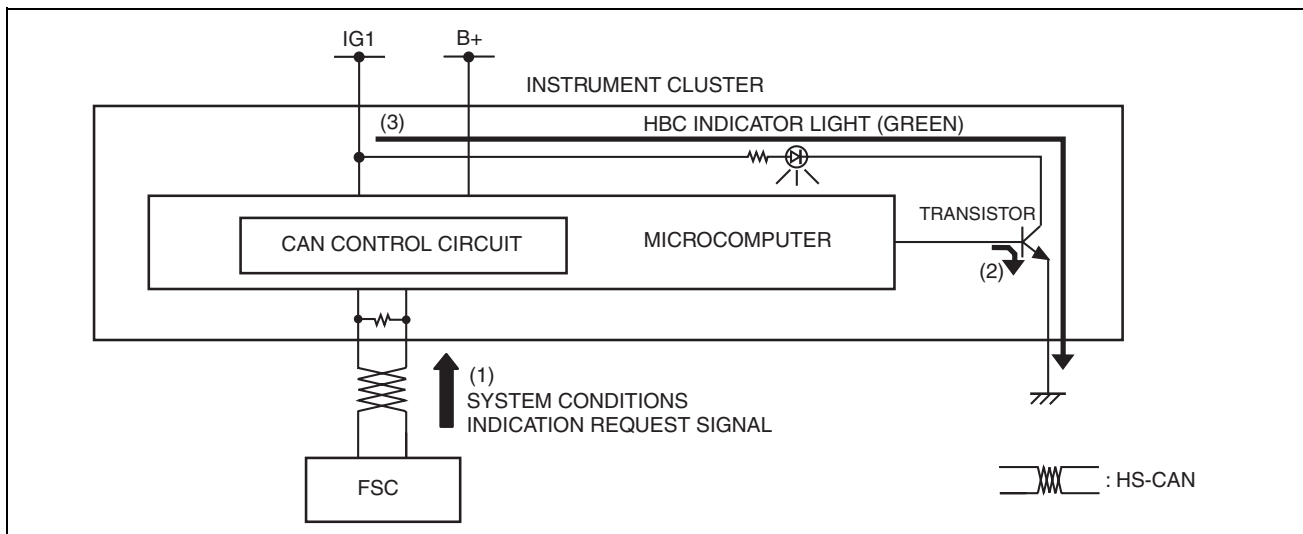 IG1
B+
INSTRUMENT CLUSTER
(3)
HBC INDICATOR LIGHT (GREEN)
TRANSISTOR
CAN CONTROL CIRCUIT
MICROCOMPUTER
(2)
(1)
SYSTEM CONDITIONS
INDICATION REQUEST SIGNAL
FSC
: HS-CAN